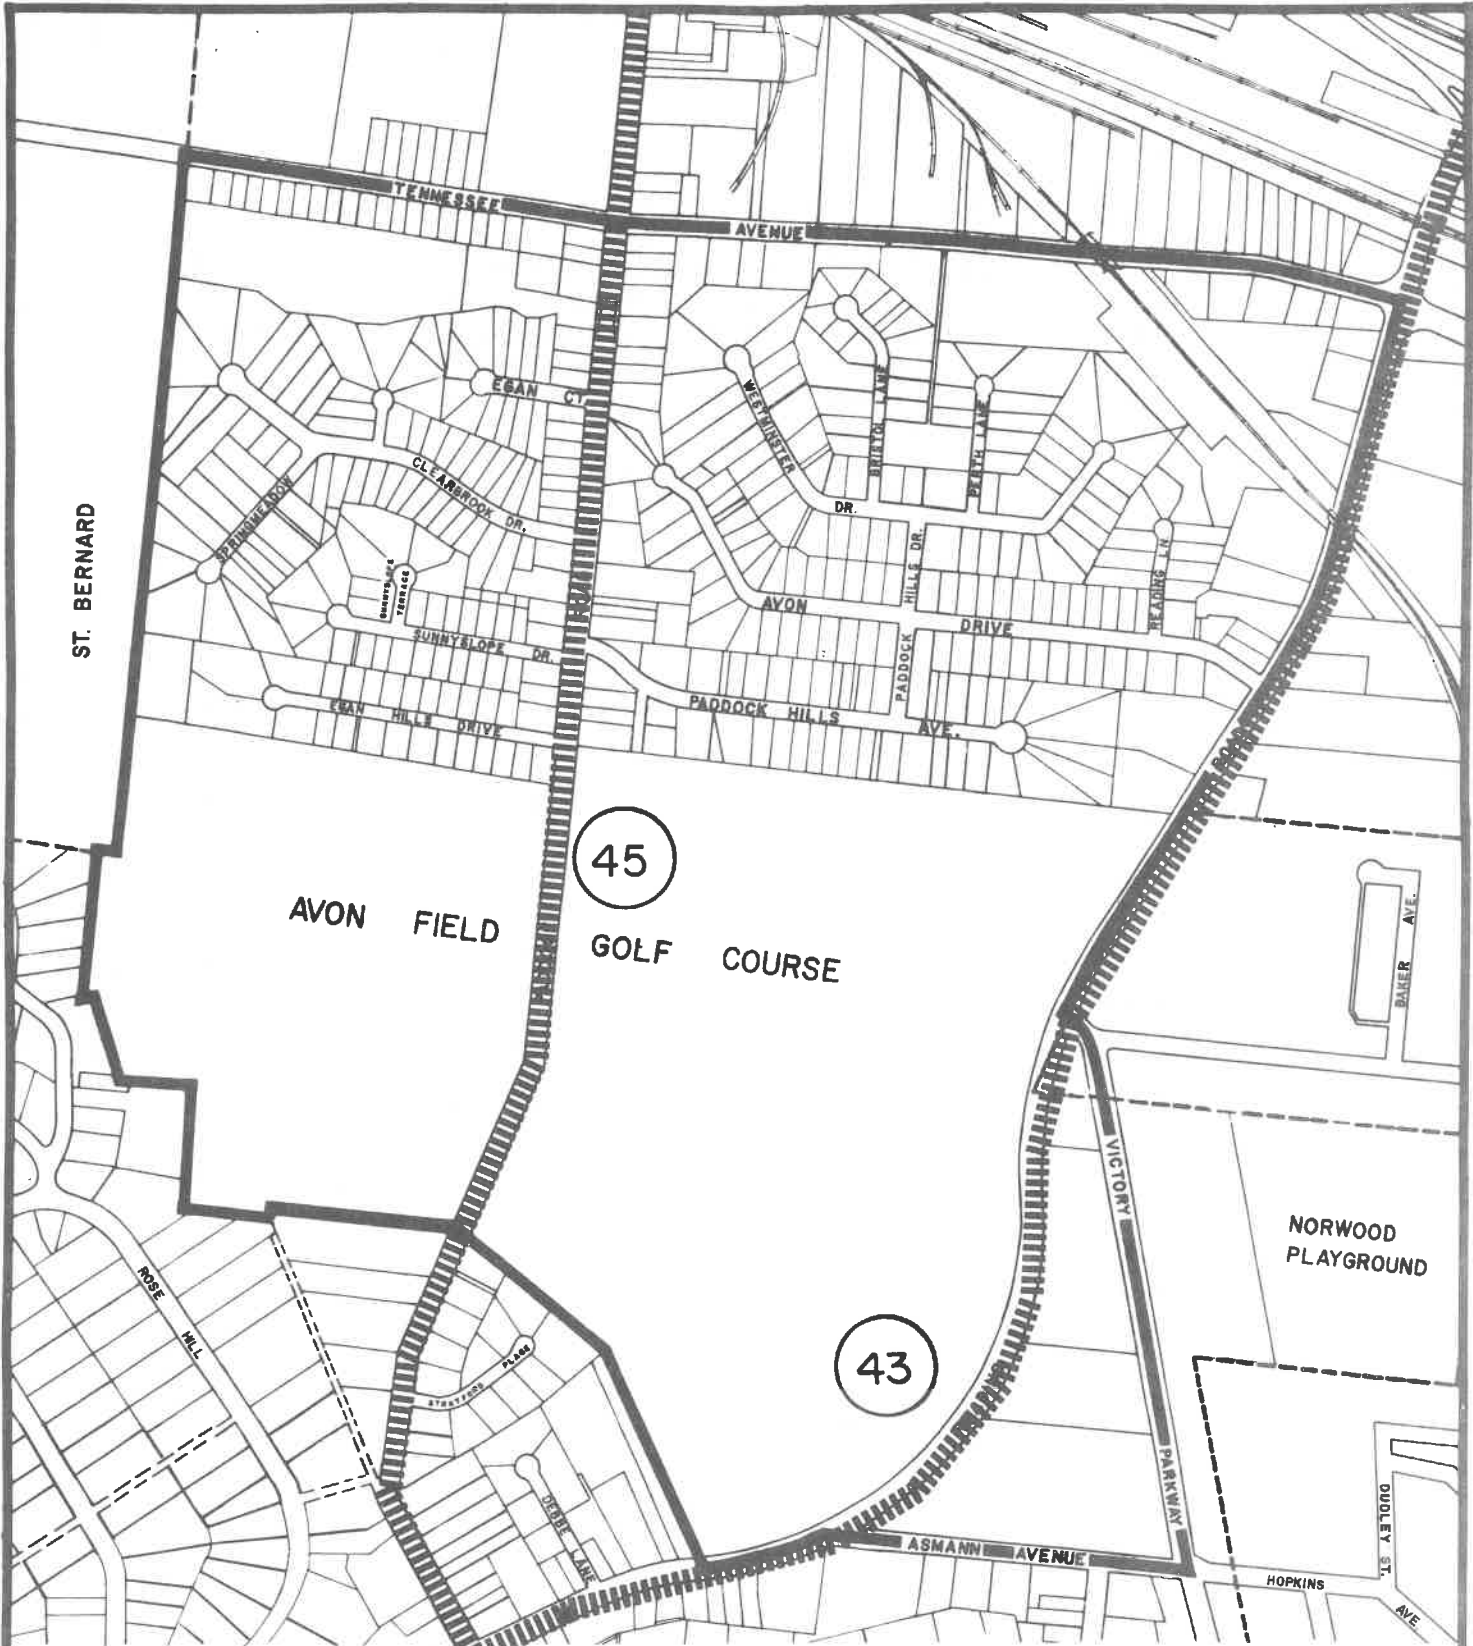 TENNESSEE AVENUE
EGAN CT.
WESTMINSTER DR.
BRISTOL LANE
PERTH LANE
CLEARBROOK DR.
SPRINGMEADOW
ST. BERNARD
SUNNYSLOPE
TERRACE
HILLS DR.
PADDOCK
READING LN
AVON DRIVE
SUNNYSLOPE DR.
EGAN HILLS DRIVE
PADDOCK HILLS AVE.
ROAD
45
AVON FIELD GOLF COURSE
BAKER AVE.
VICTORY PARKWAY
NORWOOD
PLAYGROUND
ROSE HILL
43
STRATFORD PLACE
DEBBE LANE
ASMANN AVENUE
DUDLEY ST.
HOPKINS AVE